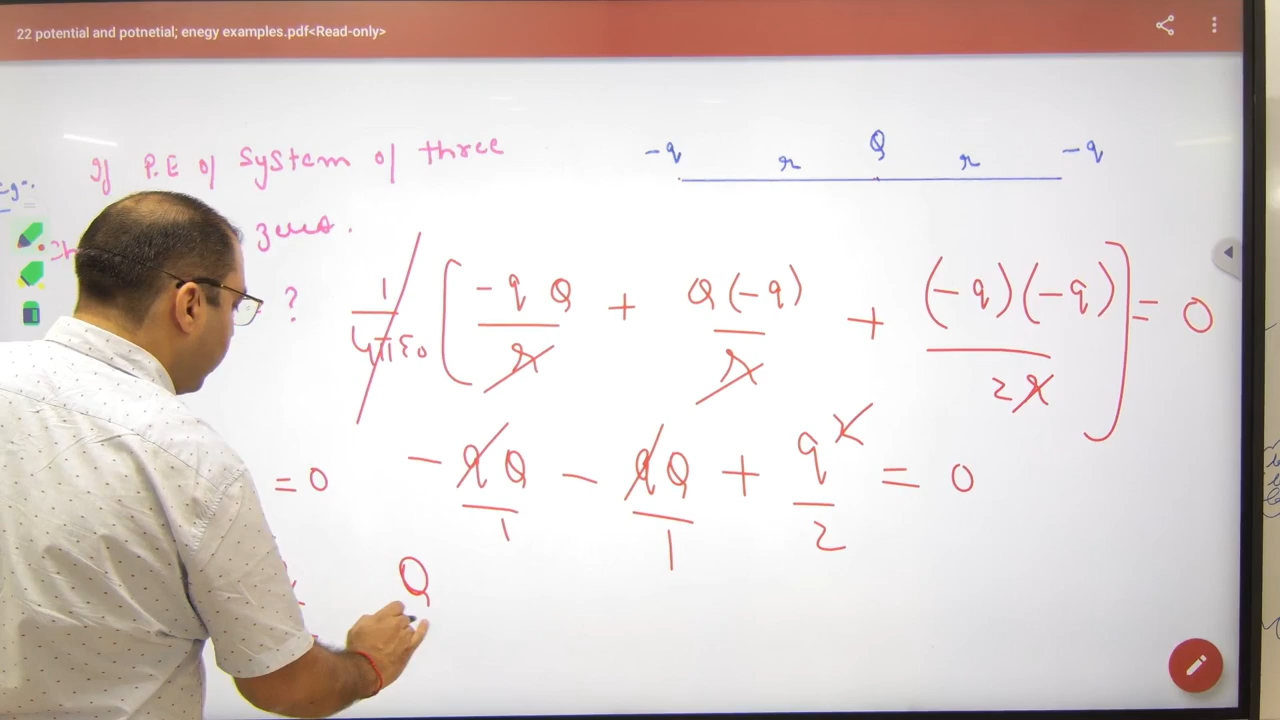 22 potential and potnetial; enegy examples.pdf<Read-only>
If P.E of system of three
-q r Q r -q
zero.
?
1/4πε0 [ -qQ/r + Q(-q)/r + (-q)(-q)/2r ] = 0
= 0
-qQ/1 - qQ/1 + q²/2 = 0
Q